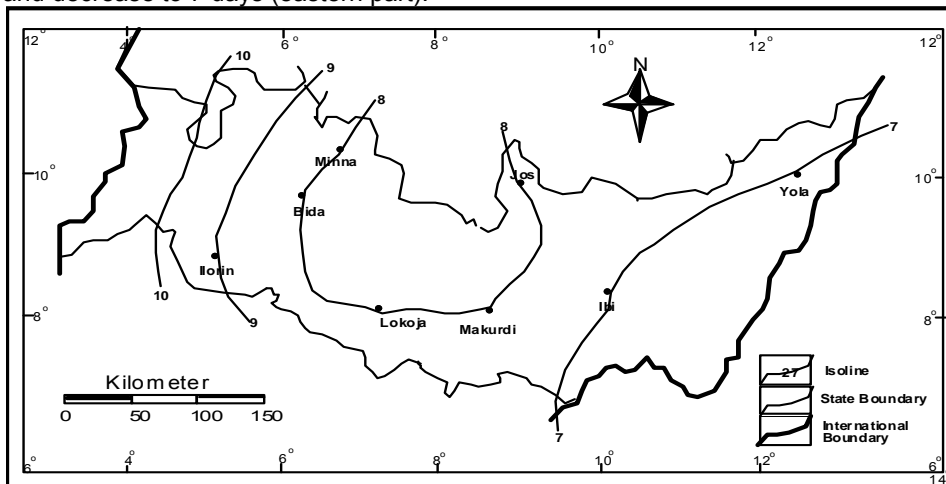 and decrease to 7 days (eastern part).
12° 4° 6° 8° 10° 12° 12°
10 9 8 N
8 7
Minna Jos
10° Yola 10°
Bida
Ilorin
10 Ibi
8° 9 Lokoja Makurdi 8°
27 Isoline
Kilometer State Boundary
0 50 100 150 International
7 Boundary
6° 4° 6° 8° 10° 12° 6°
14